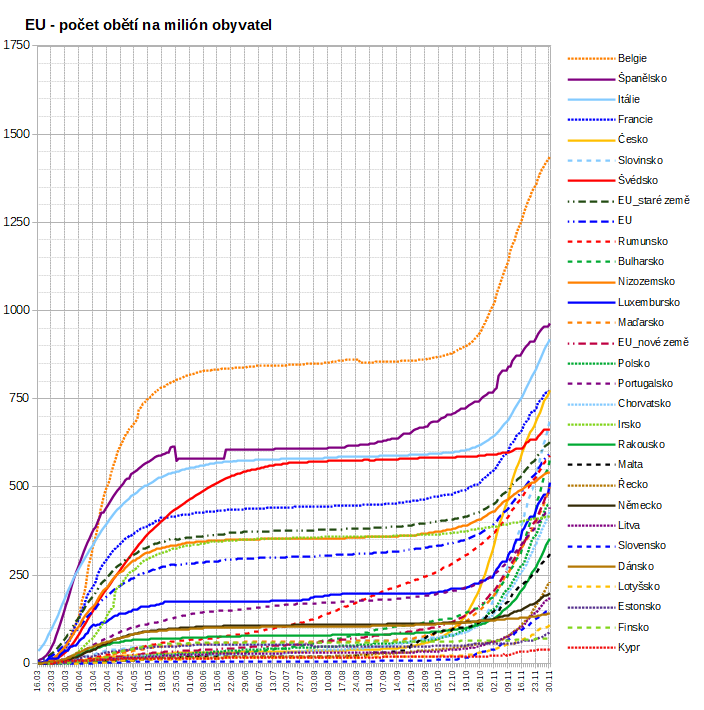 EU - počet obětí na milión obyvatel
1750
1500
1250
1000
750
500
250
0
16.03
23.03
30.03
06.04
13.04
20.04
27.04
04.05
11.05
18.05
25.05
01.06
08.06
15.06
22.06
29.06
06.07
13.07
20.07
27.07
03.08
10.08
17.08
24.08
31.08
07.09
14.09
21.09
28.09
05.10
12.10
19.10
26.10
02.11
09.11
16.11
23.11
30.11
Belgie
Španělsko
Itálie
Francie
Česko
Slovinsko
Švédsko
EU_staré země
EU
Rumunsko
Bulharsko
Nizozemsko
Luxembursko
Maďarsko
EU_nové země
Polsko
Portugalsko
Chorvatsko
Irsko
Rakousko
Malta
Řecko
Německo
Litva
Slovensko
Dánsko
Lotyšsko
Estonsko
Finsko
Kypr